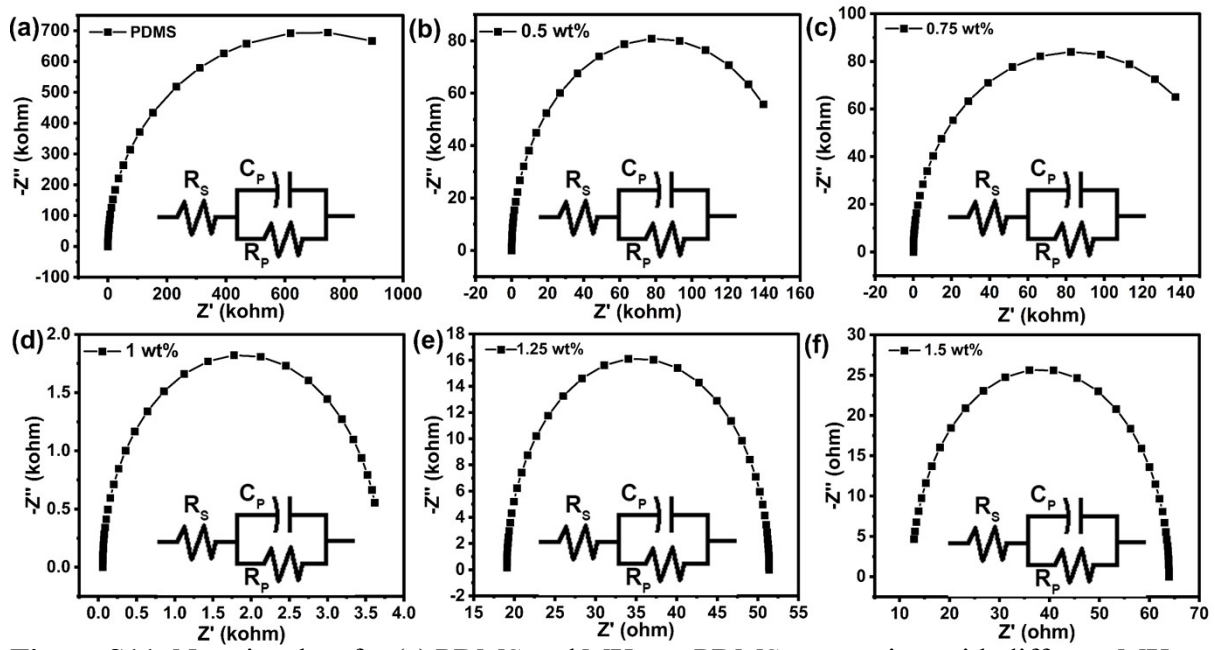 (a)
PDMS
700
600
500
400
300
200
100
0
-100
-Z'' (kohm)
R_S
C_P
R_P
0 200 400 600 800 1000
Z' (kohm)
(b)
0.5 wt%
80
60
40
20
0
-Z'' (kohm)
R_S
C_P
R_P
-20 0 20 40 60 80 100 120 140 160
Z' (kohm)
(c)
0.75 wt%
100
80
60
40
20
0
-Z'' (kohm)
R_S
C_P
R_P
-20 0 20 40 60 80 100 120 140
Z' (kohm)
(d)
1 wt%
2.0
1.5
1.0
0.5
0.0
-Z'' (kohm)
R_S
C_P
R_P
0.0 0.5 1.0 1.5 2.0 2.5 3.0 3.5 4.0
Z' (kohm)
(e)
1.25 wt%
18
16
14
12
10
8
6
4
2
0
-2
-Z'' (kohm)
R_S
C_P
R_P
15 20 25 30 35 40 45 50 55
Z' (ohm)
(f)
1.5 wt%
30
25
20
15
10
5
0
-Z'' (ohm)
R_S
C_P
R_P
10 20 30 40 50 60 70
Z' (ohm)
(a) PDMS and